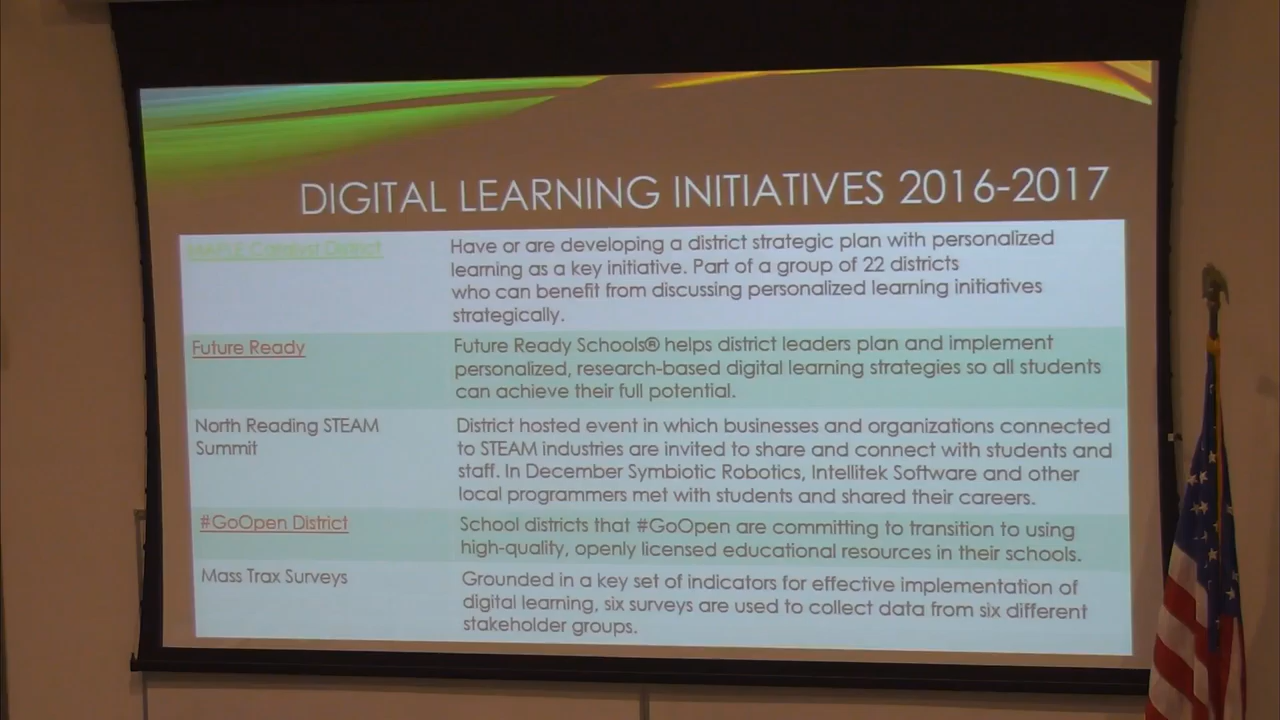 DIGITAL LEARNING INITIATIVES 2016-2017
MAPLE Catalyst District
Have or are developing a district strategic plan with personalized
learning as a key initiative. Part of a group of 22 districts
who can benefit from discussing personalized learning initiatives
strategically.
Future Ready
Future Ready Schools® helps district leaders plan and implement
personalized, research-based digital learning strategies so all students
can achieve their full potential.
North Reading STEAM
Summit
District hosted event in which businesses and organizations connected
to STEAM industries are invited to share and connect with students and
staff. In December Symbiotic Robotics, Intellitek Software and other
local programmers met with students and shared their careers.
#GoOpen District
School districts that #GoOpen are committing to transition to using
high-quality, openly licensed educational resources in their schools.
Mass Trax Surveys
Grounded in a key set of indicators for effective implementation of
digital learning, six surveys are used to collect data from six different
stakeholder groups.